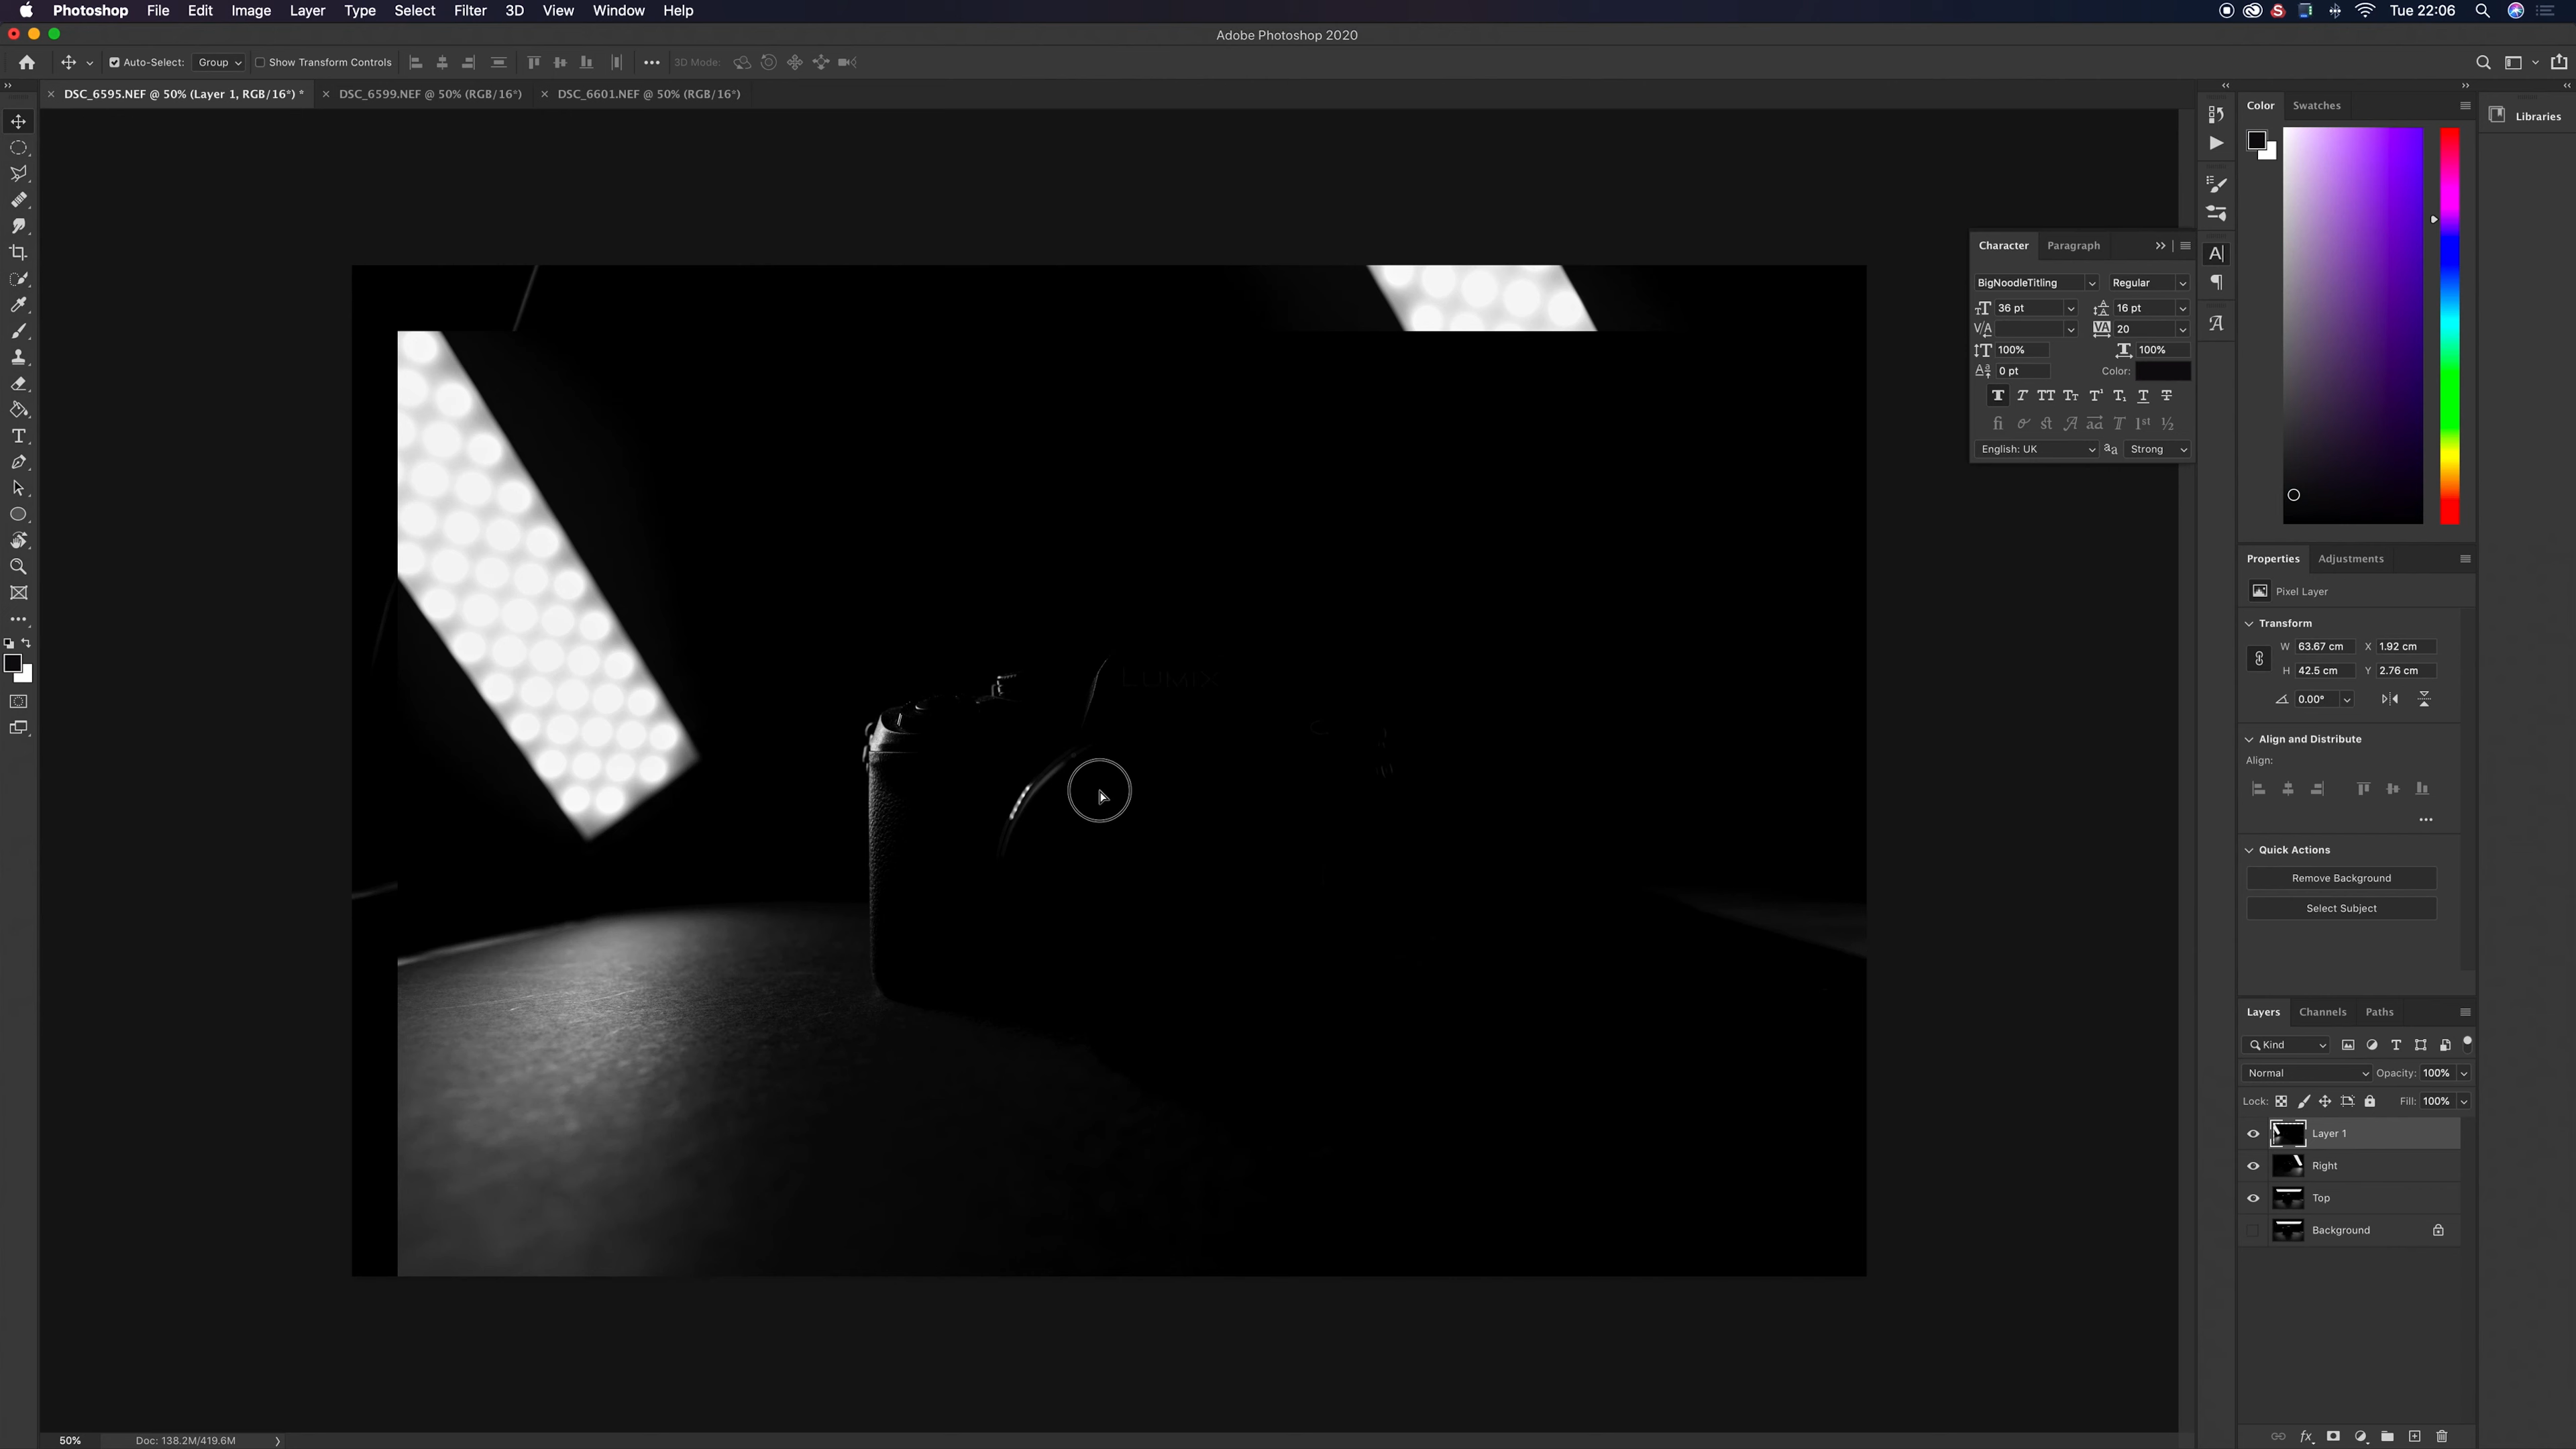 Photoshop File Edit Image Layer Type Select Filter 3D View Window Help Tue 22:06
Adobe Photoshop 2020
Auto-Select: Group Show Transform Controls 3D Mode:
DSC_6595.NEF @ 50% (Layer 1, RGB/16*) * DSC_6599.NEF @ 50% (RGB/16*) DSC_6601.NEF @ 50% (RGB/16*)
Color Swatches
Libraries
Character Paragraph
BigNoodleTitling Regular
36 pt 16 pt
20
100% 100%
0 pt Color:
English: UK Strong
LUMIX
Properties Adjustments
Pixel Layer
Transform
W 63.67 cm X 1.92 cm
H 42.5 cm Y 2.76 cm
0.00°
Align and Distribute
Align:
Quick Actions
Remove Background
Select Subject
Layers Channels Paths
Kind
Normal Opacity: 100%
Lock: Fill: 100%
Layer 1
Right
Top
Background
50% Doc: 138.2M/419.6M